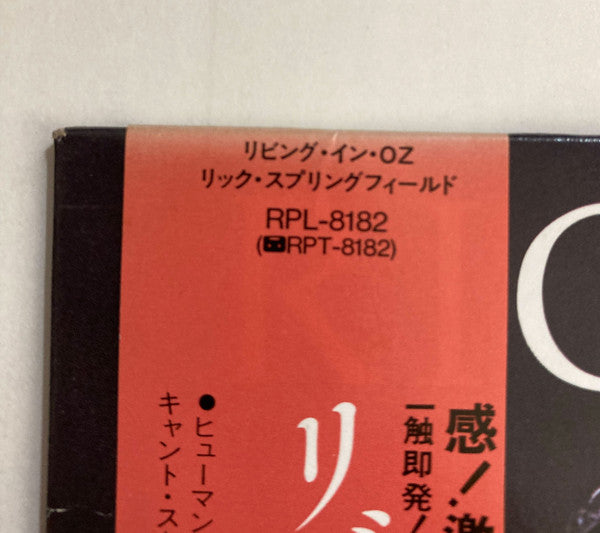 リビング・イン・OZ
リック・スプリングフィールド
RPL-8182
(RPT-8182)
感!激
一触即発!
リビ
●ヒューマン
キャント・ス